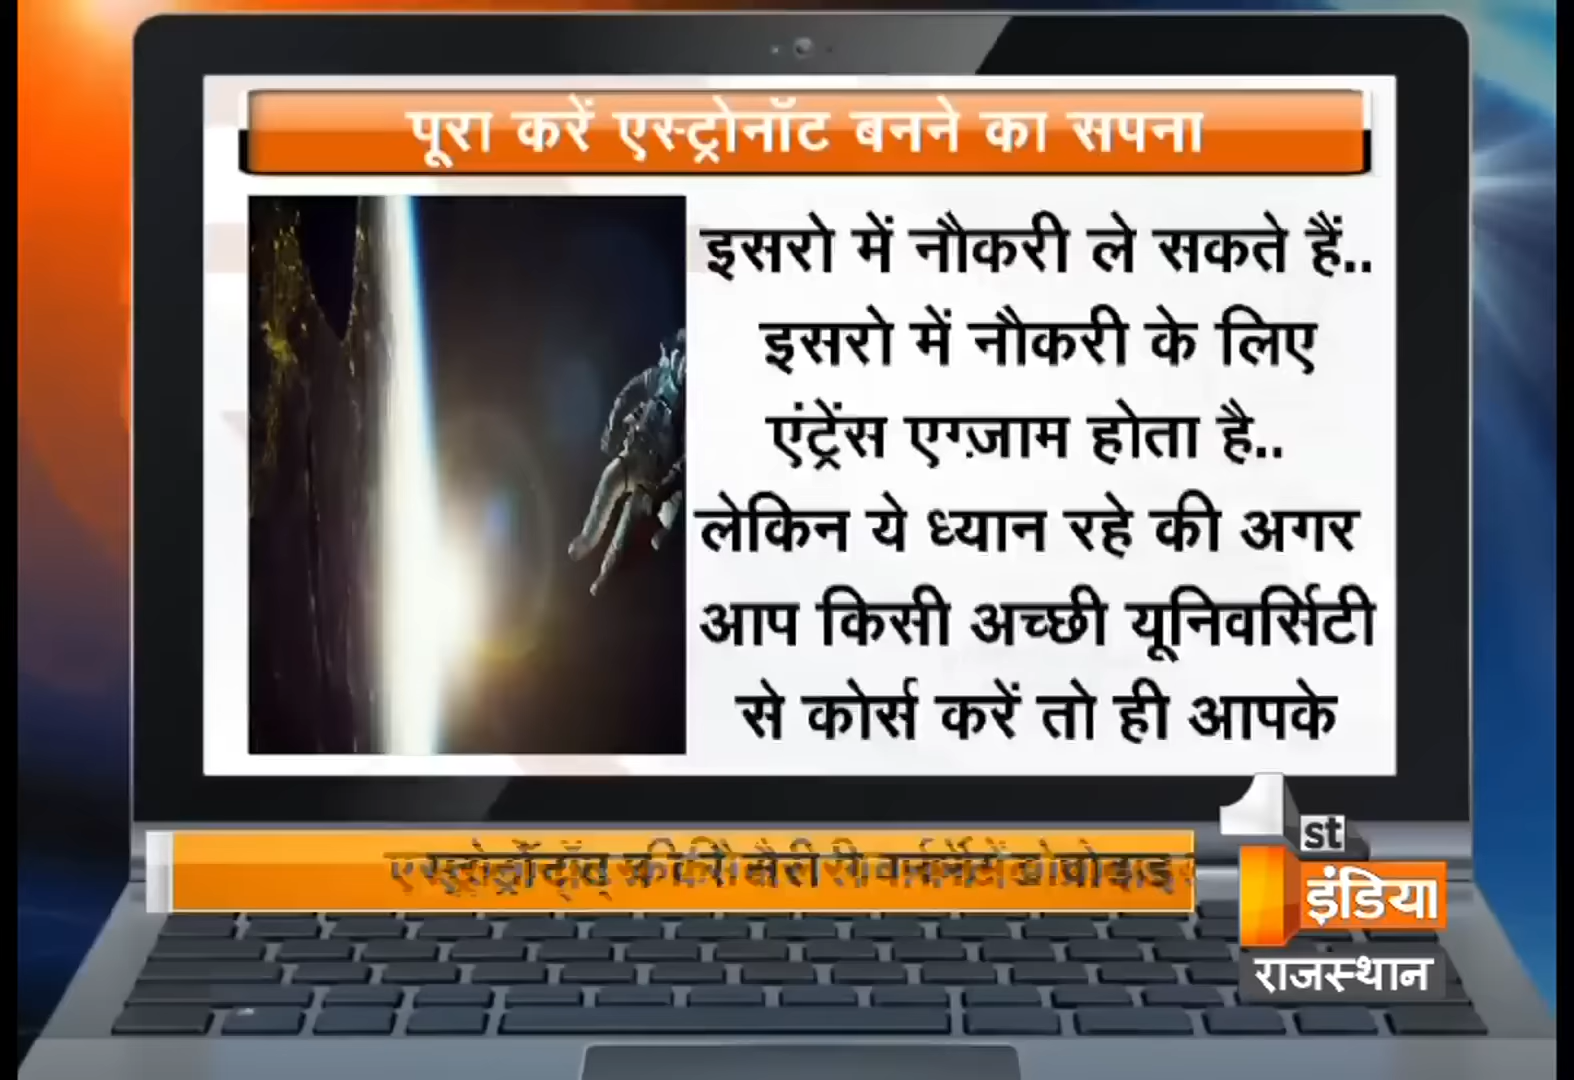 पूरा करें एस्ट्रोनॉट बनने का सपना
इसरो में नौकरी ले सकते हैं..
इसरो में नौकरी के लिए
एंट्रेंस एग्ज़ाम होता है..
लेकिन ये ध्यान रहे की अगर
आप किसी अच्छी यूनिवर्सिटी
से कोर्स करें तो ही आपके
1st
इंडिया
राजस्थान